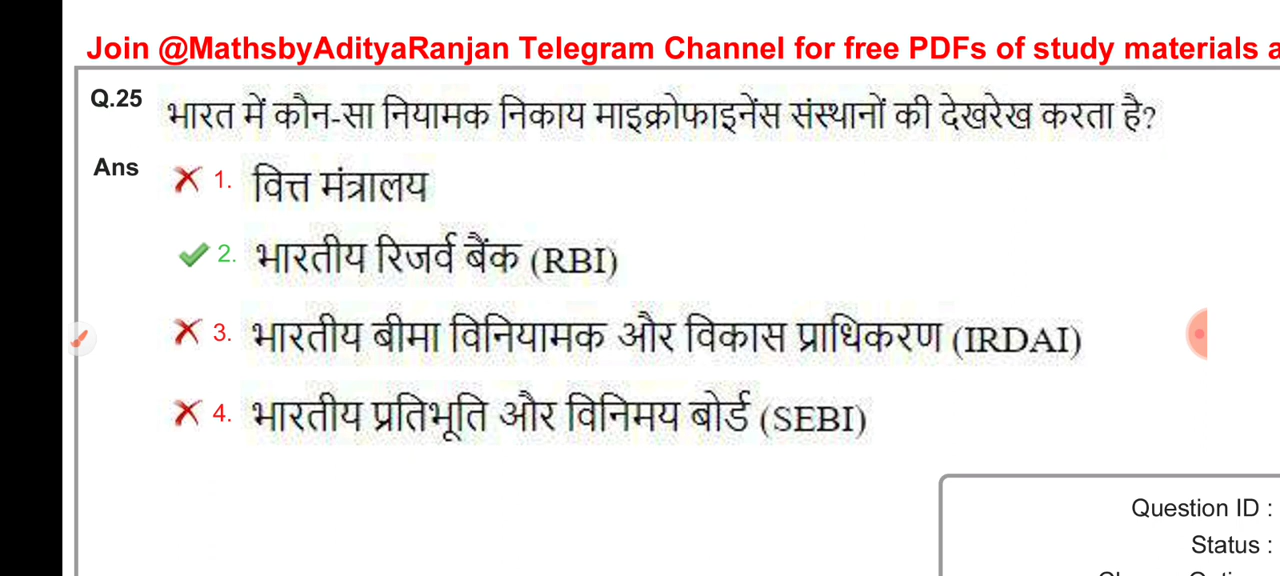 Join @MathsbyAdityaRanjan Telegram Channel for free PDFs of study materials
Q.25 भारत में कौन-सा नियामक निकाय माइक्रोफाइनेंस संस्थानों की देखरेख करता है?
Ans 1. वित्त मंत्रालय
2. भारतीय रिजर्व बैंक (RBI)
3. भारतीय बीमा विनियामक और विकास प्राधिकरण (IRDAI)
4. भारतीय प्रतिभूति और विनिमय बोर्ड (SEBI)
Question ID :
Status :